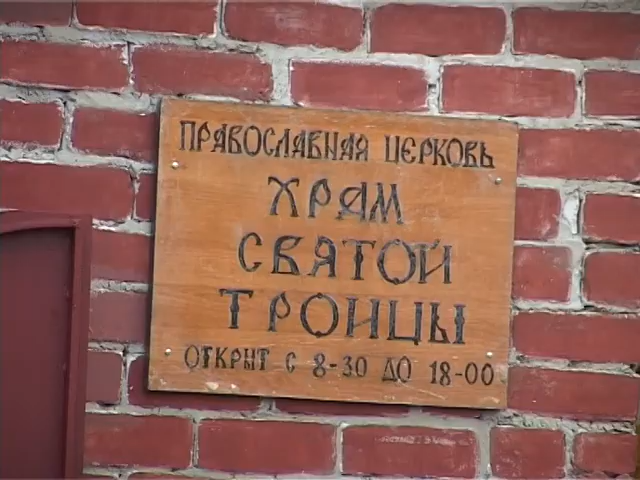 ПРАВОСЛАВНАЯ ЦЕРКОВЬ
ХРАМ
СВЯТОЙ
ТРОИЦЫ
ОТКРЫТ С 8-30 ДО 18-00